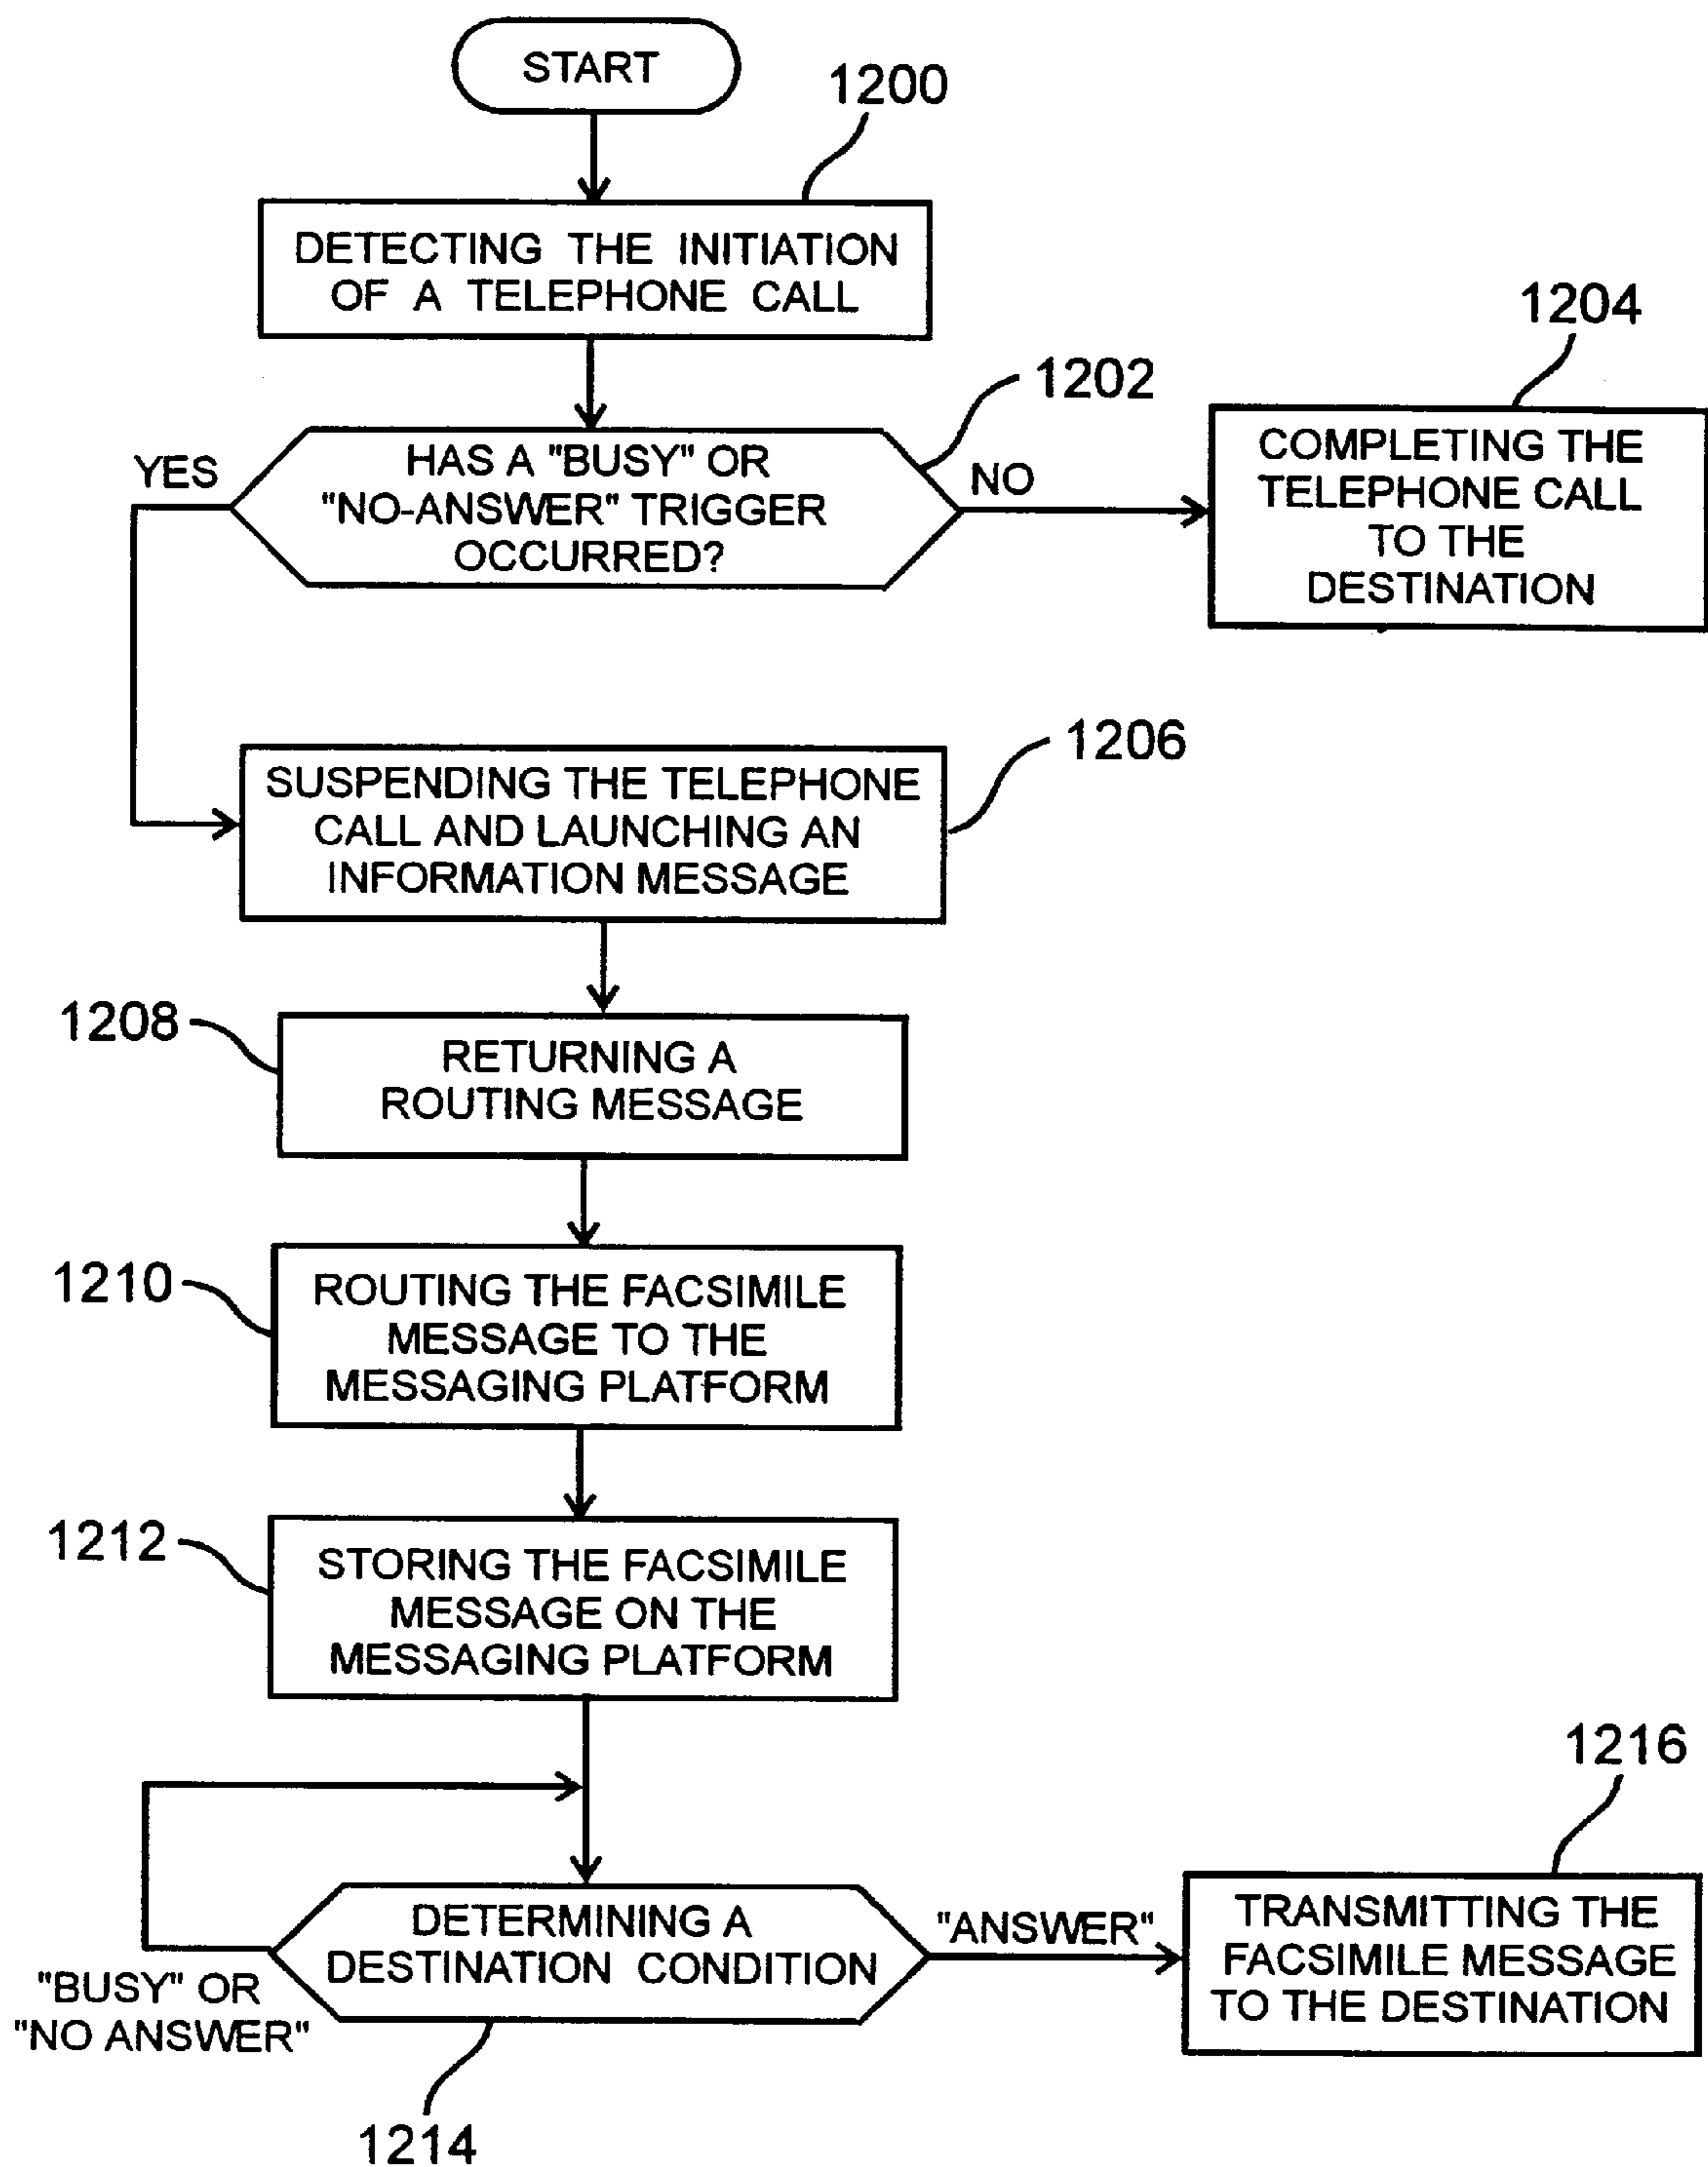 START
1200
DETECTING THE INITIATION
OF A TELEPHONE CALL
1202
HAS A "BUSY" OR
"NO-ANSWER" TRIGGER
OCCURRED?
YES
NO
1204
COMPLETING THE
TELEPHONE CALL
TO THE
DESTINATION
1206
SUSPENDING THE TELEPHONE
CALL AND LAUNCHING AN
INFORMATION MESSAGE
1208
RETURNING A
ROUTING MESSAGE
1210
ROUTING THE FACSIMILE
MESSAGE TO THE
MESSAGING PLATFORM
1212
STORING THE FACSIMILE
MESSAGE ON THE
MESSAGING PLATFORM
DETERMINING A
DESTINATION CONDITION
"BUSY" OR
"NO ANSWER"
1214
"ANSWER"
1216
TRANSMITTING THE
FACSIMILE MESSAGE
TO THE DESTINATION